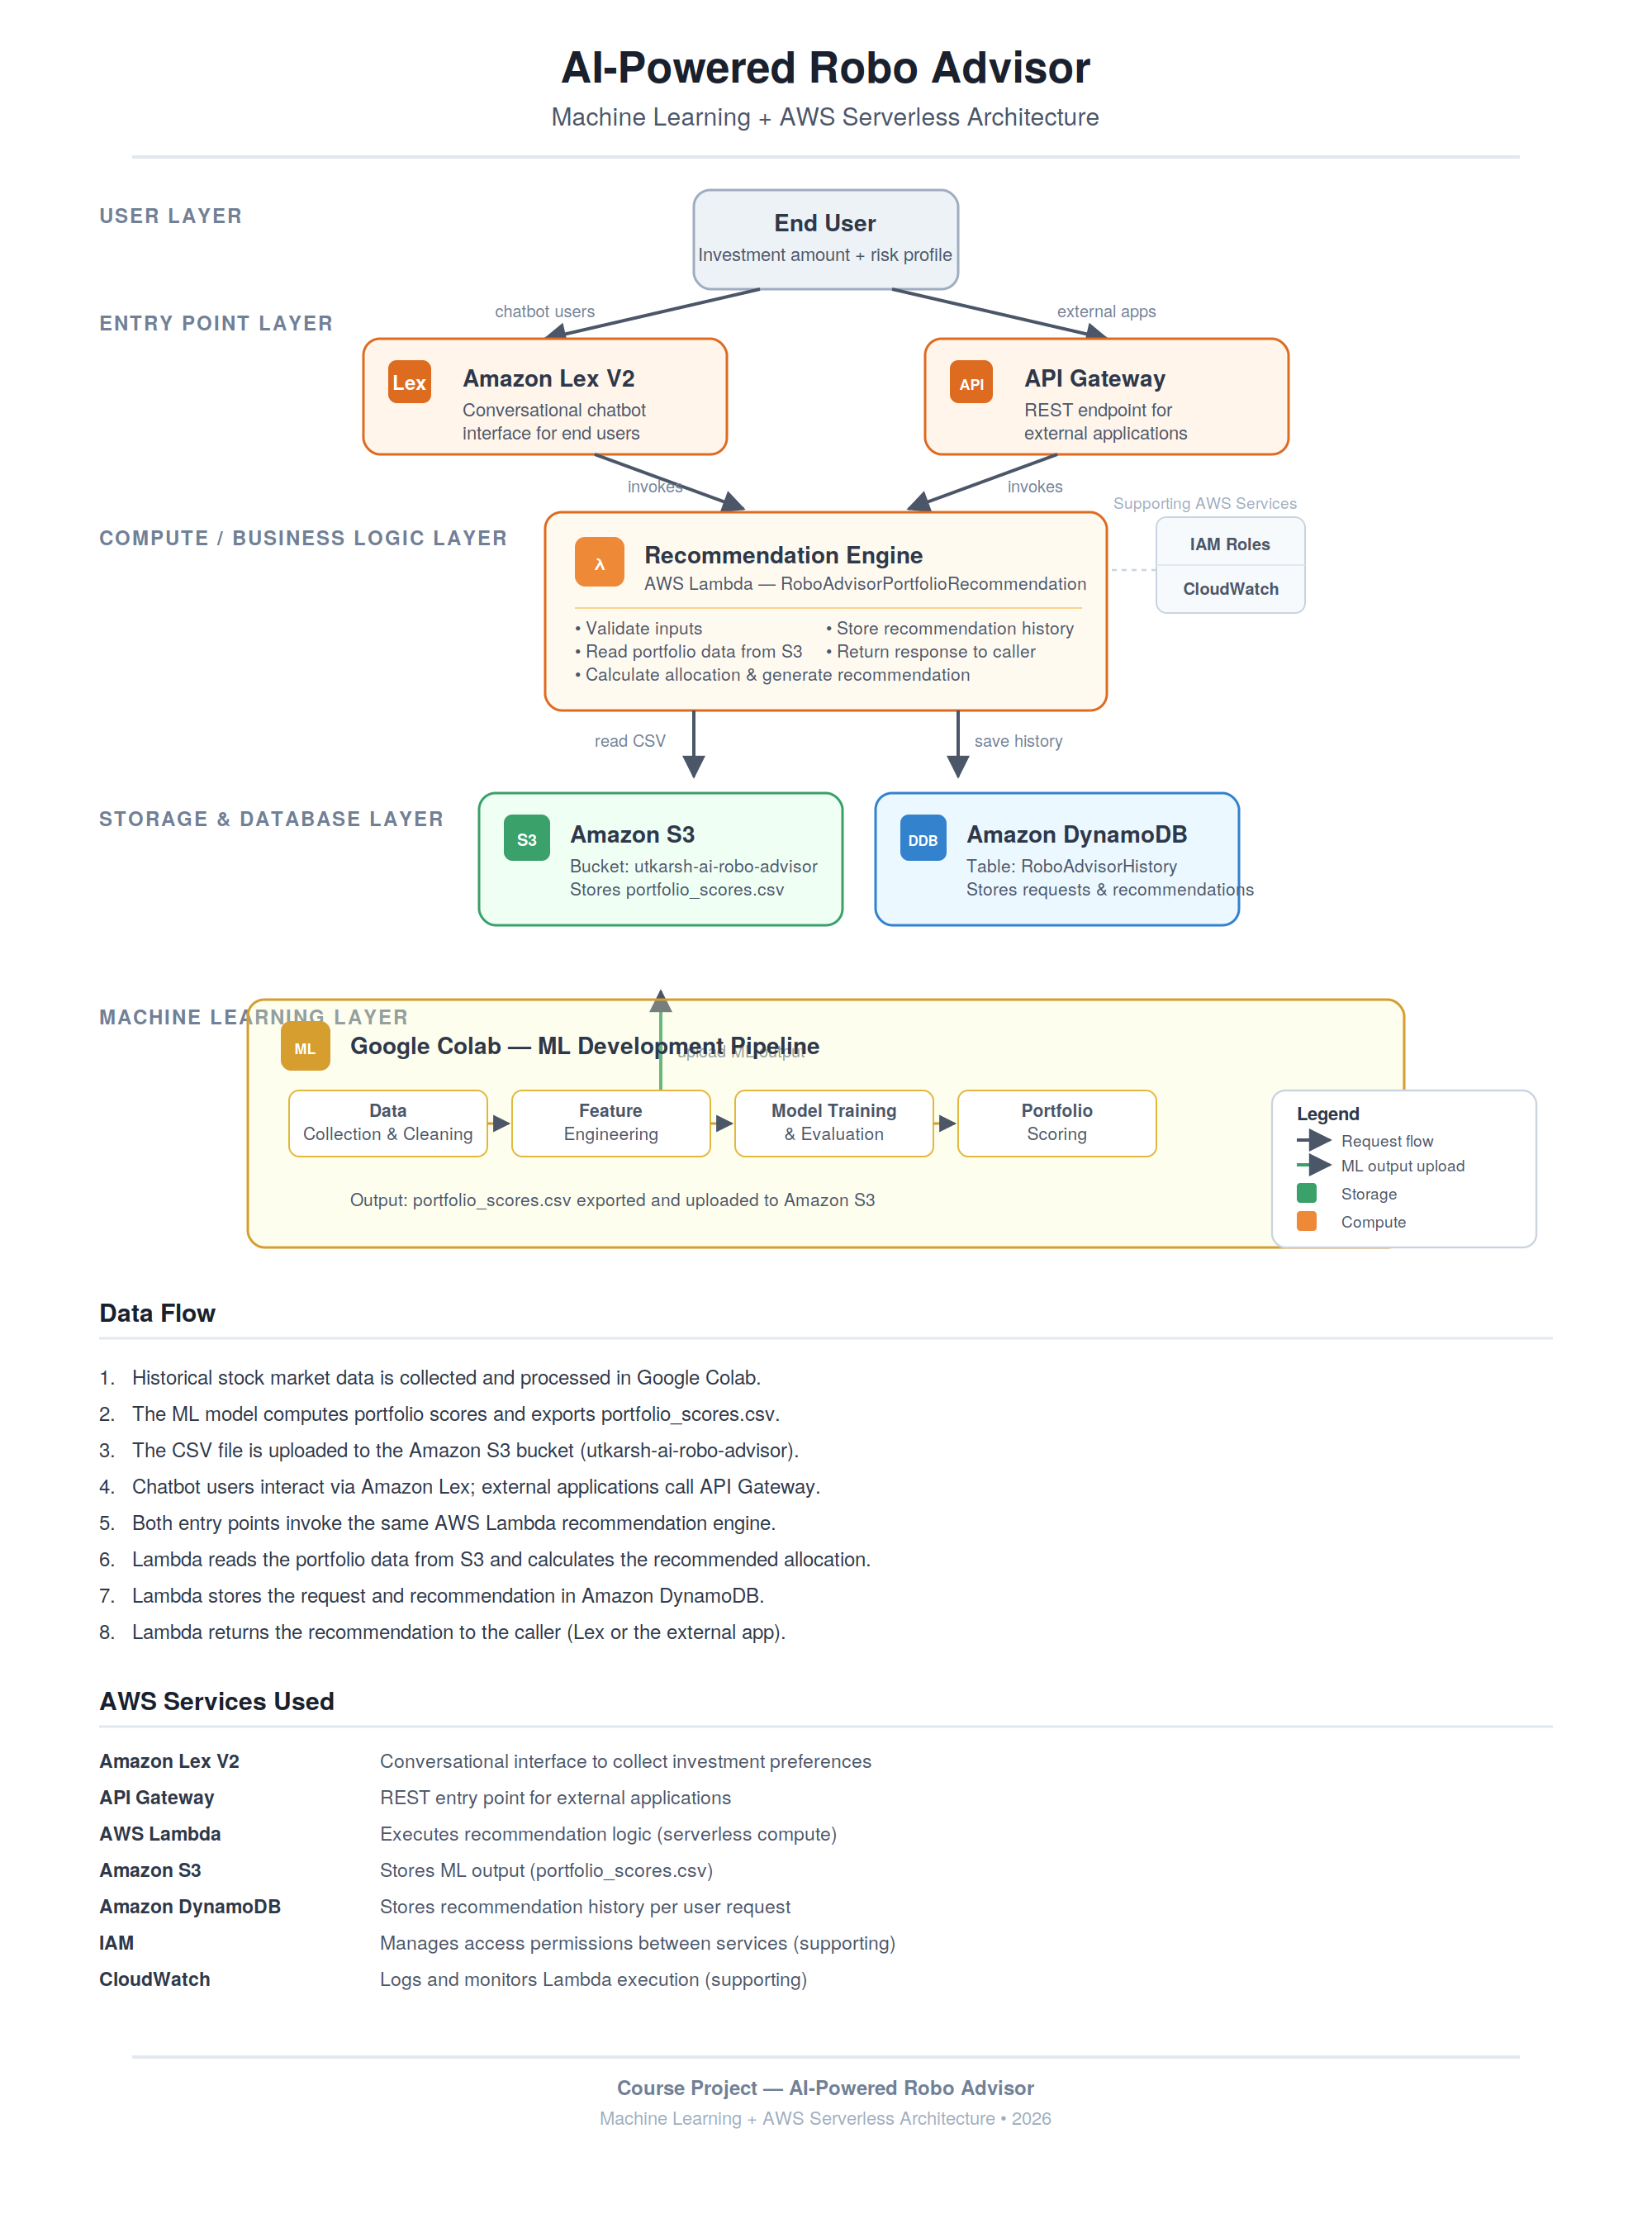 AI-Powered Robo Advisor
Machine Learning + AWS Serverless Architecture
USER LAYER
End User
Investment amount + risk profile
chatbot users
external apps
ENTRY POINT LAYER
Lex
Amazon Lex V2
Conversational chatbot
interface for end users
API
API Gateway
REST endpoint for
external applications
invokes
invokes
Supporting AWS Services
IAM Roles
CloudWatch
COMPUTE / BUSINESS LOGIC LAYER
λ
Recommendation Engine
AWS Lambda — RoboAdvisorPortfolioRecommendation
• Validate inputs
• Read portfolio data from S3
• Calculate allocation & generate recommendation
• Store recommendation history
• Return response to caller
read CSV
save history
STORAGE & DATABASE LAYER
S3
Amazon S3
Bucket: utkarsh-ai-robo-advisor
Stores portfolio_scores.csv
DDB
Amazon DynamoDB
Table: RoboAdvisorHistory
Stores requests & recommendations
MACHINE LEARNING LAYER
ML
Google Colab — ML Development Pipeline
upload ML output
Data
Collection & Cleaning
Feature
Engineering
Model Training
& Evaluation
Portfolio
Scoring
Output: portfolio_scores.csv exported and uploaded to Amazon S3
Legend
Request flow
ML output upload
Storage
Compute
Data Flow
1. Historical stock market data is collected and processed in Google Colab.
2. The ML model computes portfolio scores and exports portfolio_scores.csv.
3. The CSV file is uploaded to the Amazon S3 bucket (utkarsh-ai-robo-advisor).
4. Chatbot users interact via Amazon Lex; external applications call API Gateway.
5. Both entry points invoke the same AWS Lambda recommendation engine.
6. Lambda reads the portfolio data from S3 and calculates the recommended allocation.
7. Lambda stores the request and recommendation in Amazon DynamoDB.
8. Lambda returns the recommendation to the caller (Lex or the external app).
AWS Services Used
Amazon Lex V2 Conversational interface to collect investment preferences
API Gateway REST entry point for external applications
AWS Lambda Executes recommendation logic (serverless compute)
Amazon S3 Stores ML output (portfolio_scores.csv)
Amazon DynamoDB Stores recommendation history per user request
IAM Manages access permissions between services (supporting)
CloudWatch Logs and monitors Lambda execution (supporting)
Course Project — AI-Powered Robo Advisor
Machine Learning + AWS Serverless Architecture • 2026